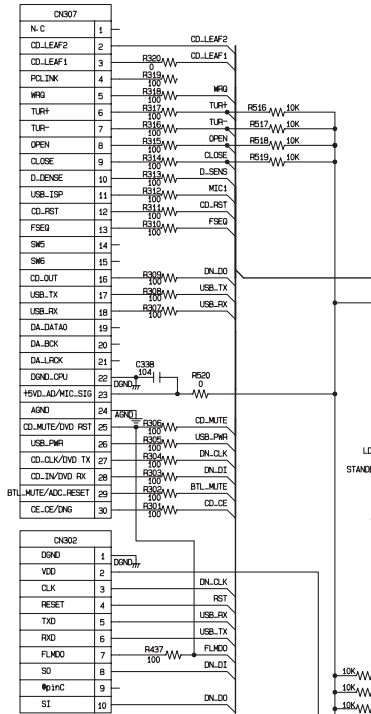 CN307
N.C 1
CD_LEAF2 2 CD_LEAF2
CD_LEAF1 3 R320 0 CD_LEAF1
PCLINK 4 R319 100
WRQ 5 R318 100 WRQ
TUR+ 6 R317 100 TUR+ R516 10K
TUR- 7 R316 100 TUR- R517 10K
OPEN 8 R315 100 OPEN R518 10K
CLOSE 9 R314 100 CLOSE R519 10K
D_DENSE 10 R313 100 D_SENS
USB_ISP 11 R312 100 MIC1
CD_RST 12 R311 100 CD_RST
FSEQ 13 R310 100 FSEQ
SW5 14
SW6 15
CD_OUT 16 R309 100 DN_DO
USB_TX 17 R308 100 USB_TX
USB_RX 18 R307 100 USB_RX
DA_DATA0 19
DA_BCK 20
DA_LRCK 21
C338 104
DGND_CPU 22 DGND R520 0
+5VD_AD/MIC_SIG 23
AGND 24 AGND
CD_MUTE/DVD RST 25 R306 100 CD_MUTE
USB_PWR 26 R305 100 USB_PWR
CD_CLK/DVD TX 27 R304 100 DN_CLK
CD_IN/DVD RX 28 R303 100 DN_DI
BTL_MUTE/ADC_RESET 29 R302 100 BTL_MUTE
CE_CE/DNG 30 R301 100 CD_CE
LD
STANDB
CN302
DGND 1 DGND
VDD 2
CLK 3 DN_CLK
RESET 4 RST
TXD 5 USB_RX
RXD 6 USB_TX
FLMDO 7 R437 100 FLMDO
SO 8 DN_DI
@pinC 9
SI 10 DN_DO
10K
10K
10K